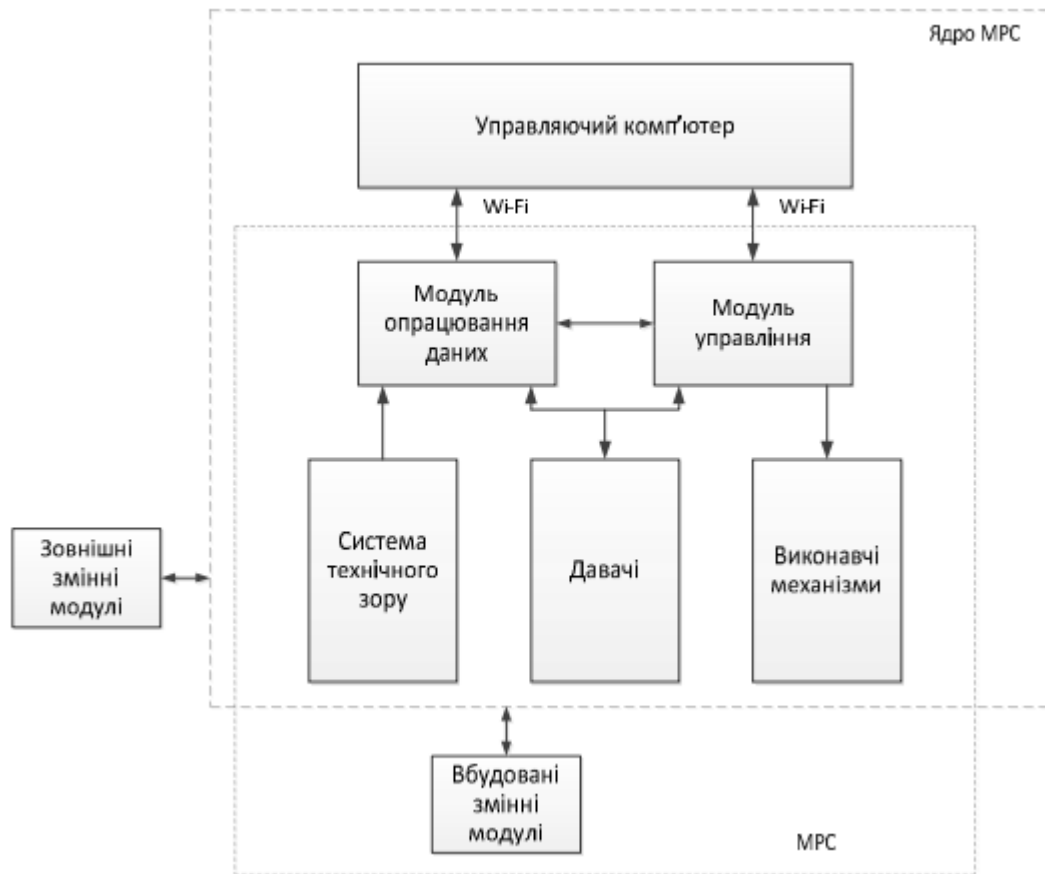 Ядро МРС
Управляючий комп'ютер
Wi-Fi
Wi-Fi
Модуль
опрацювання
даних
Модуль
управління
Система
технічного
зору
Давачі
Виконавчі
механізми
Зовнішні
змінні
модулі
Вбудовані
змінні
модулі
МРС